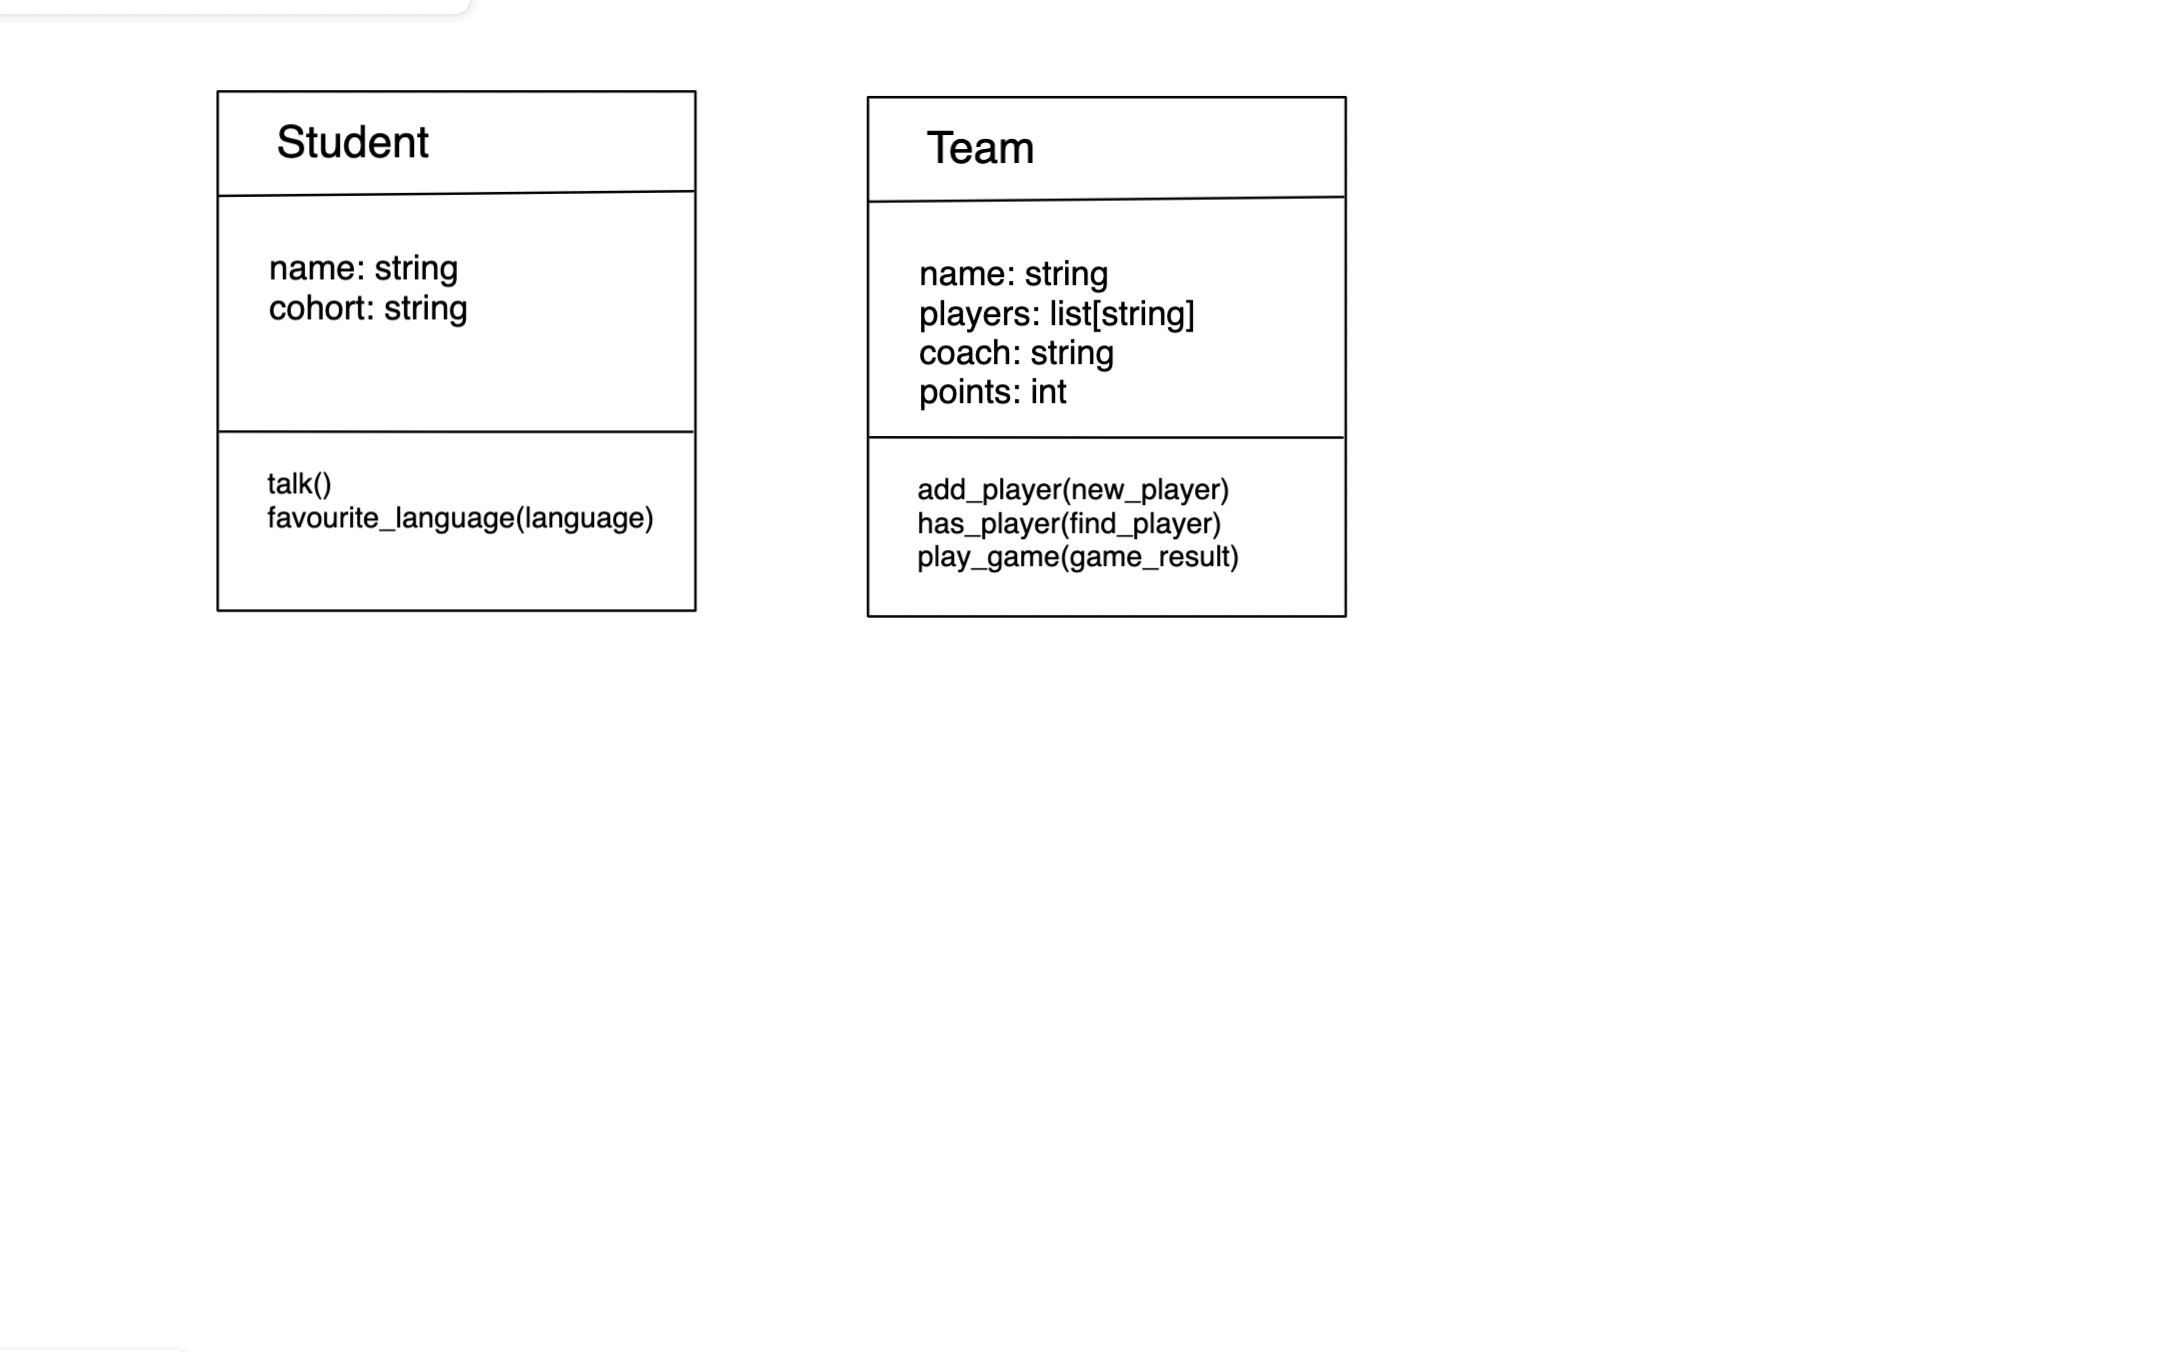 Student
name: string
cohort: string
talk()
favourite_language(language)
Team
name: string
players: list[string]
coach: string
points: int
add_player(new_player)
has_player(find_player)
play_game(game_result)